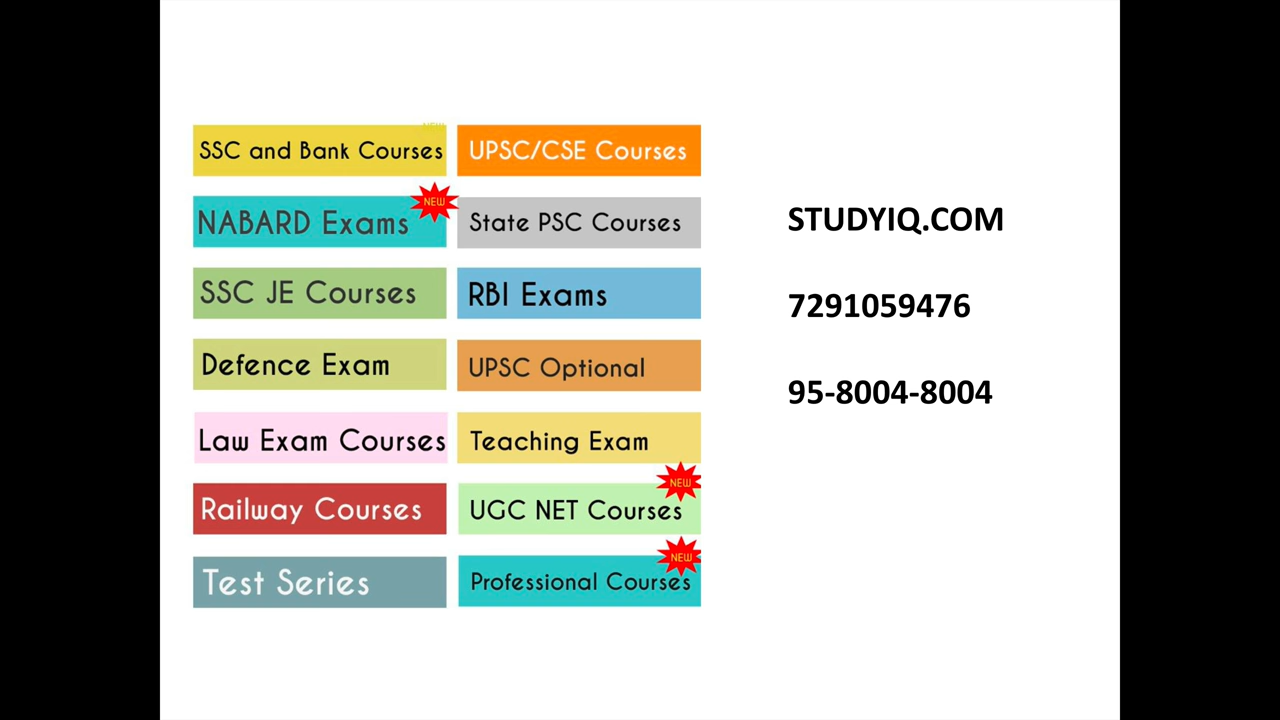 NEW
SSC and Bank Courses
UPSC/CSE Courses
NABARD Exams
NEW
State PSC Courses
SSC JE Courses
RBI Exams
Defence Exam
UPSC Optional
Law Exam Courses
Teaching Exam
Railway Courses
UGC NET Courses
NEW
Test Series
Professional Courses
NEW
STUDYIQ.COM
7291059476
95-8004-8004